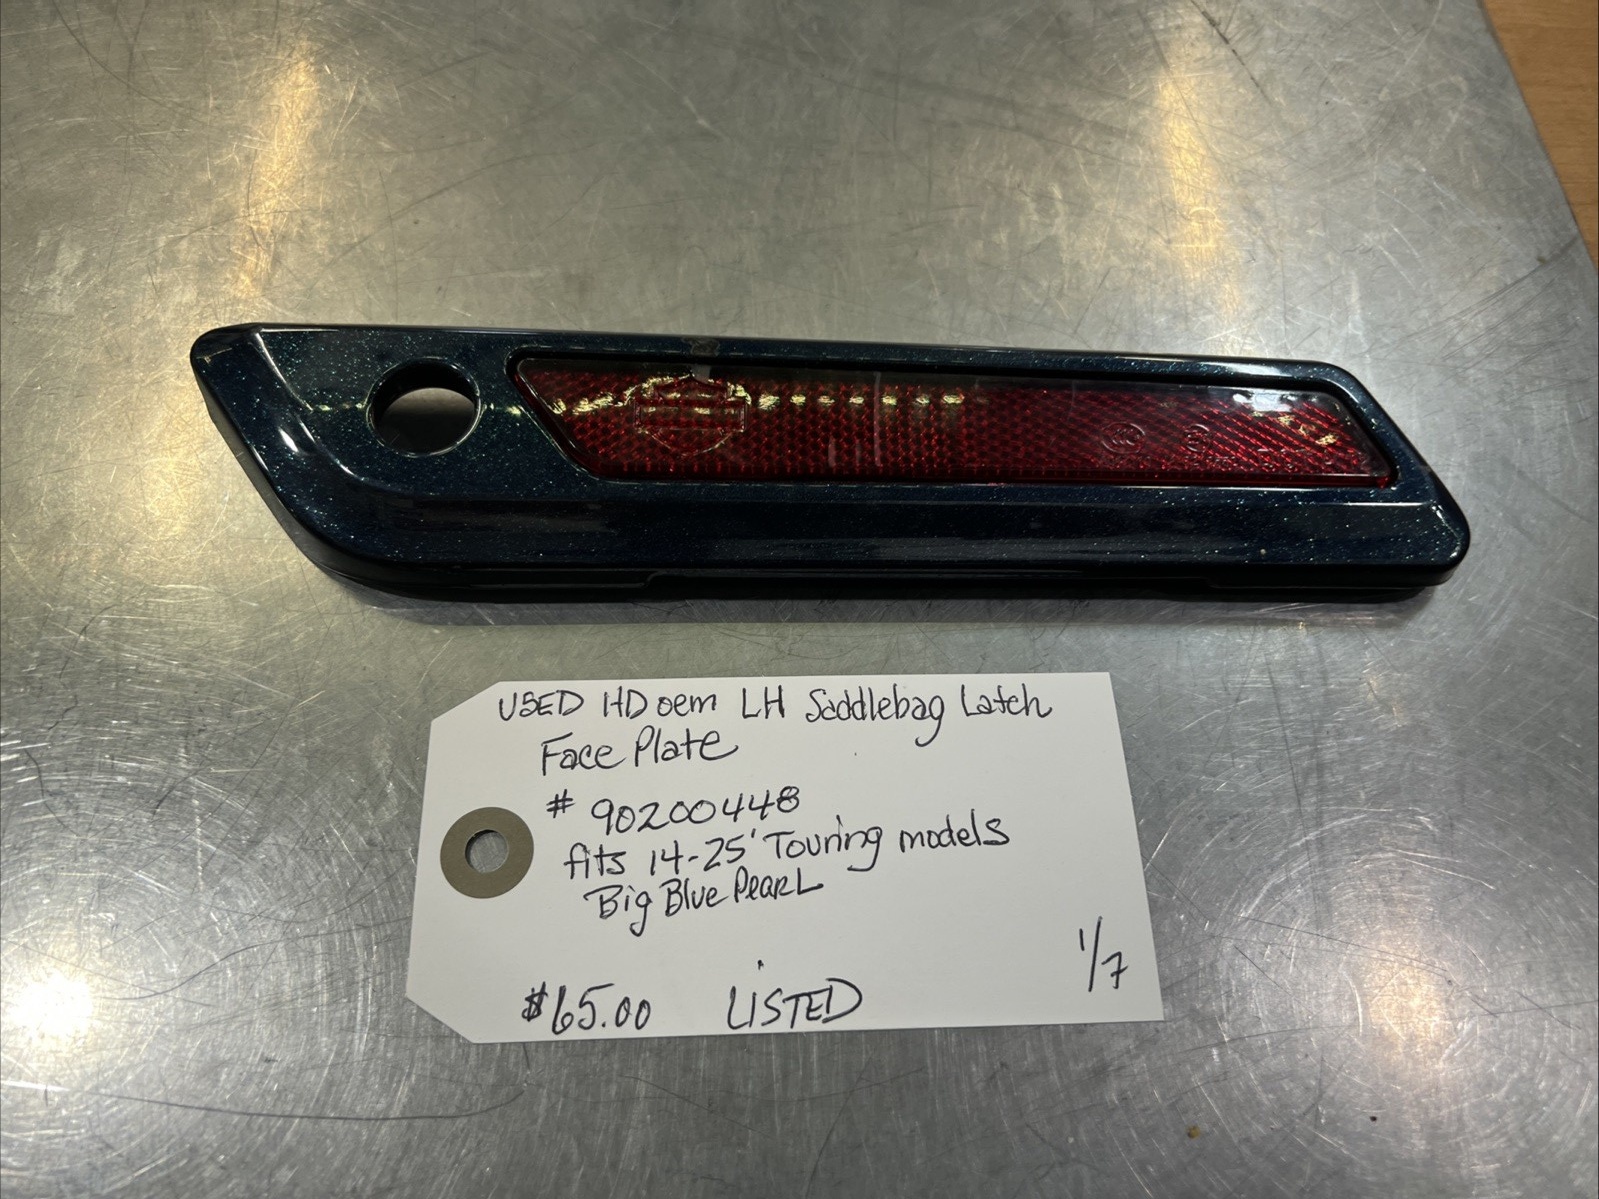 USED HD oem LH Saddlebag Latch
Face Plate
# 90200448
fits 14-25' Touring models
Big Blue Pearl
1/7
$65.00 LISTED